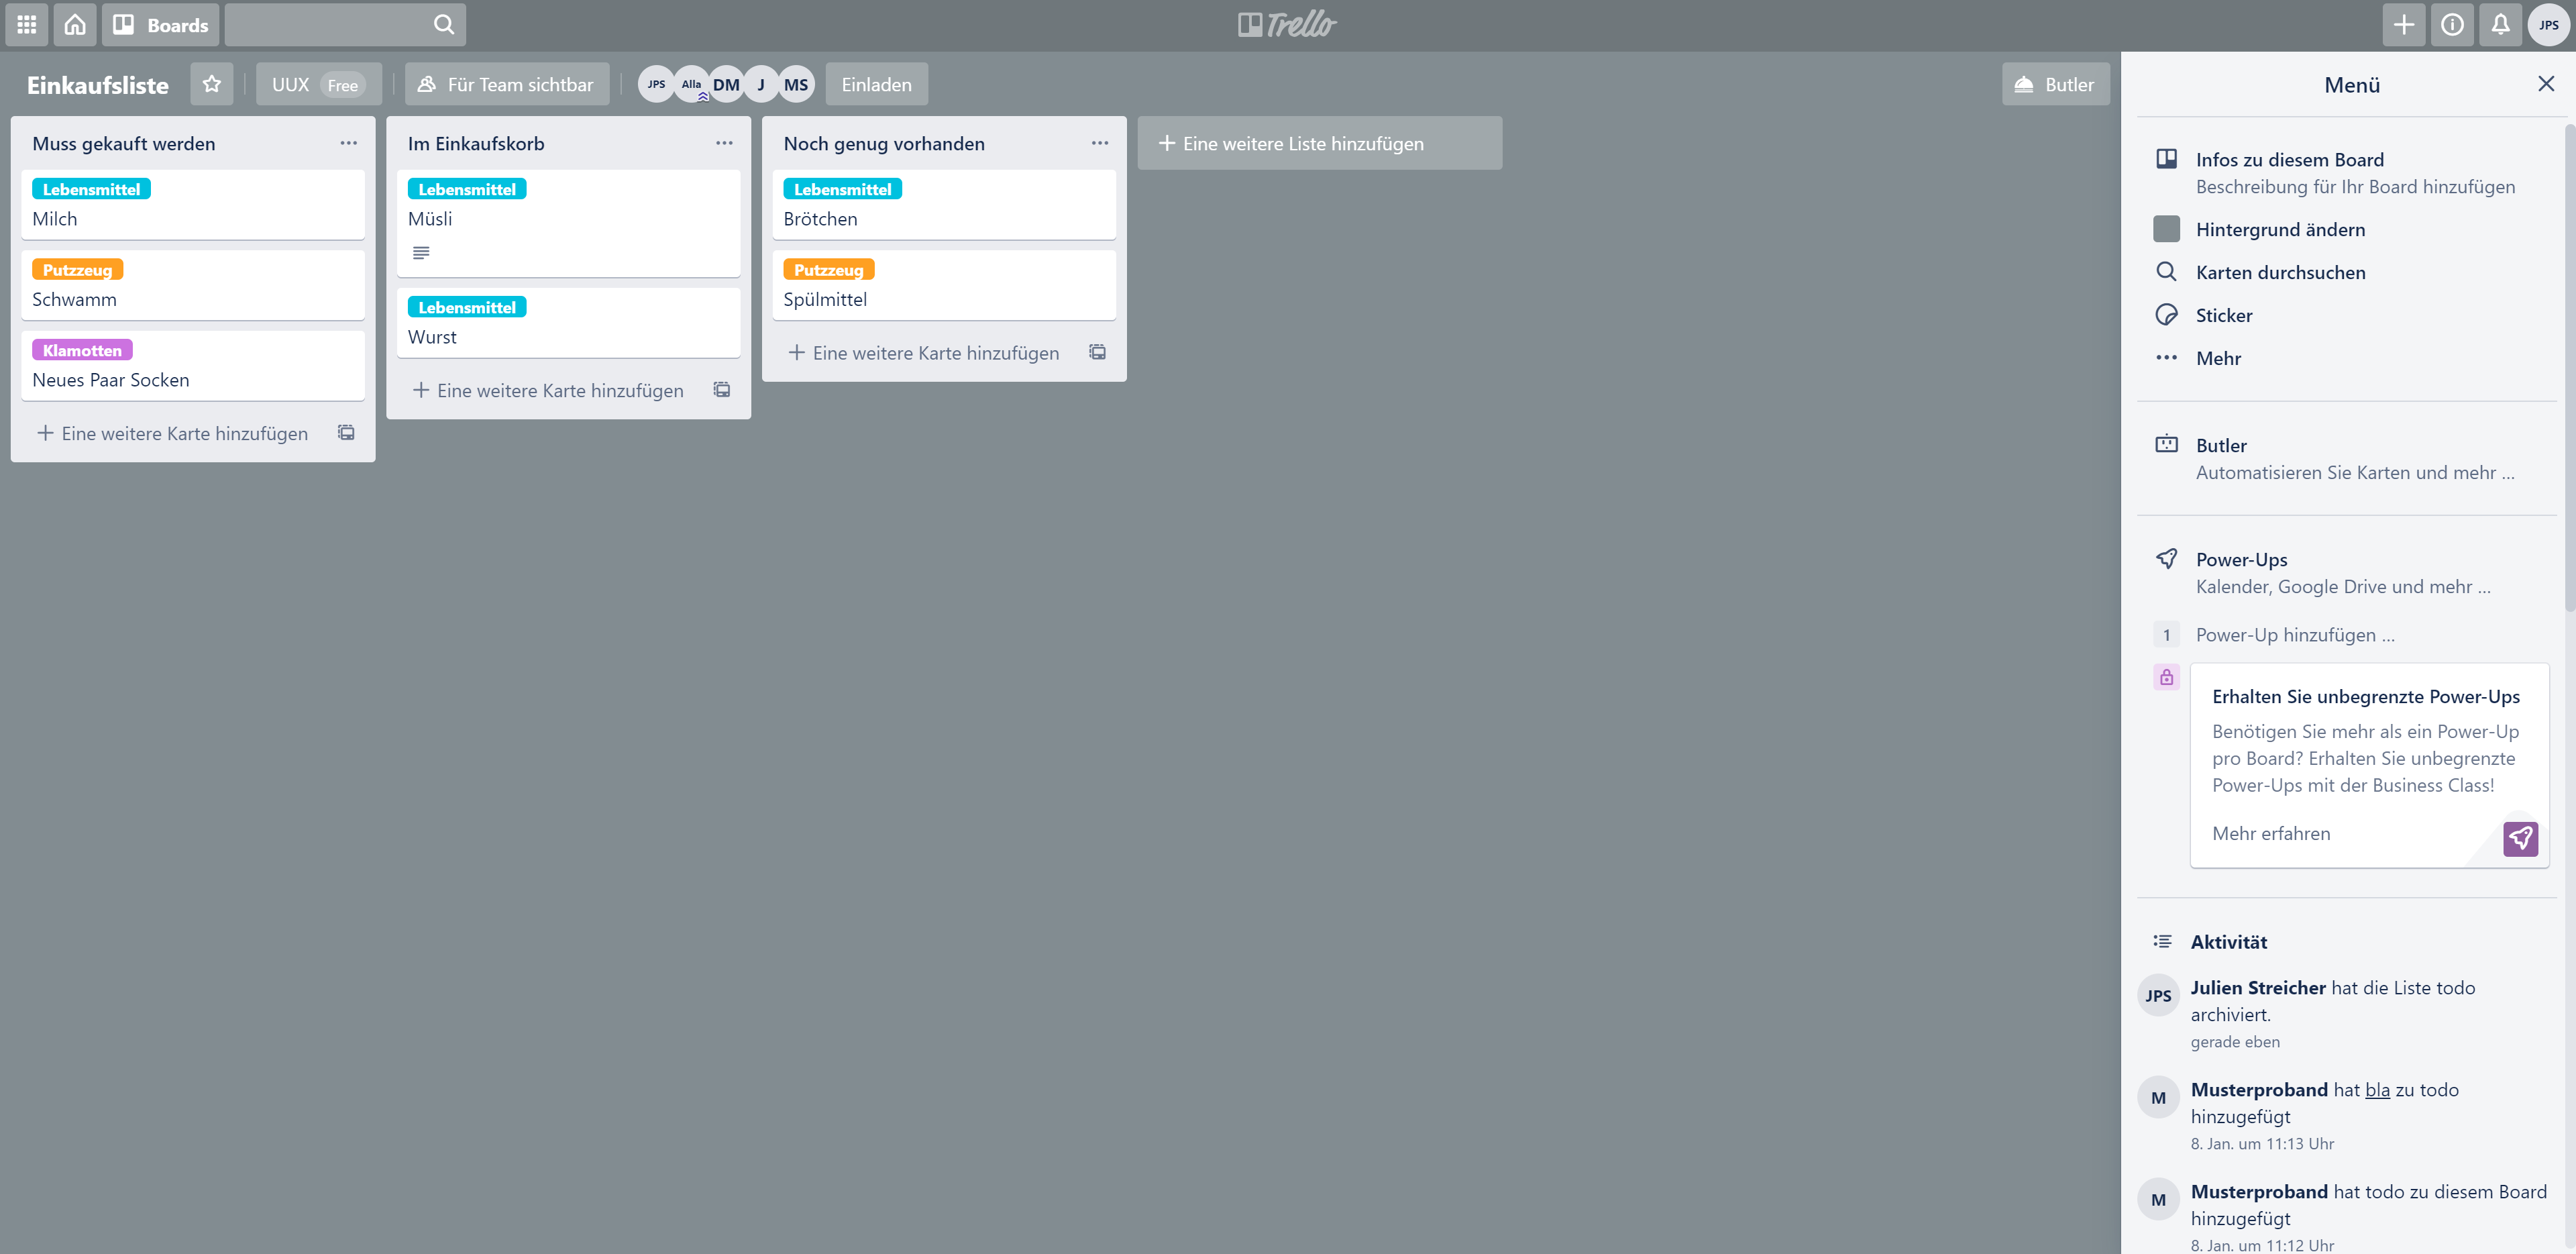 Boards
Trello
JPS
Einkaufsliste
UUX Free
Für Team sichtbar
JPS Alla DM J MS
Einladen
Butler
Muss gekauft werden
Lebensmittel
Milch
Putzzeug
Schwamm
Klamotten
Neues Paar Socken
Eine weitere Karte hinzufügen
Im Einkaufskorb
Lebensmittel
Müsli
Lebensmittel
Wurst
Eine weitere Karte hinzufügen
Noch genug vorhanden
Lebensmittel
Brötchen
Putzzeug
Spülmittel
Eine weitere Karte hinzufügen
Eine weitere Liste hinzufügen
Menü
Infos zu diesem Board
Beschreibung für Ihr Board hinzufügen
Hintergrund ändern
Karten durchsuchen
Sticker
Mehr
Butler
Automatisieren Sie Karten und mehr ...
Power-Ups
Kalender, Google Drive und mehr ...
1 Power-Up hinzufügen ...
Erhalten Sie unbegrenzte Power-Ups
Benötigen Sie mehr als ein Power-Up
pro Board? Erhalten Sie unbegrenzte
Power-Ups mit der Business Class!
Mehr erfahren
Aktivität
JPS Julien Streicher hat die Liste todo
archiviert.
gerade eben
M Musterproband hat bla zu todo
hinzugefügt
8. Jan. um 11:13 Uhr
M Musterproband hat todo zu diesem Board
hinzugefügt
8. Jan. um 11:12 Uhr